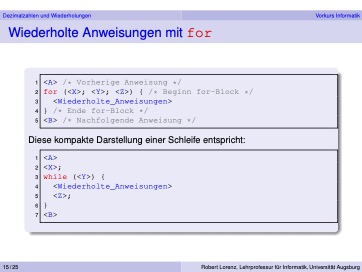 Dezimalzahlen und Wiederholungen Vorkurs Informatik
Wiederholte Anweisungen mit for
1 <A> /* Vorherige Anweisung */
2 for (<X>; <Y>; <Z>) { /* Beginn for-Block */
3 <Wiederholte_Anweisungen>
4 } /* Ende for-Block */
5 <B> /* Nachfolgende Anweisung */
Diese kompakte Darstellung einer Schleife entspricht:
1 <A>
2 <X>;
3 while (<Y>) {
4 <Wiederholte_Anweisungen>
5 <Z>;
6 }
7 <B>
15 / 25 Robert Lorenz, Lehrprofessur für Informatik, Universität Augsburg